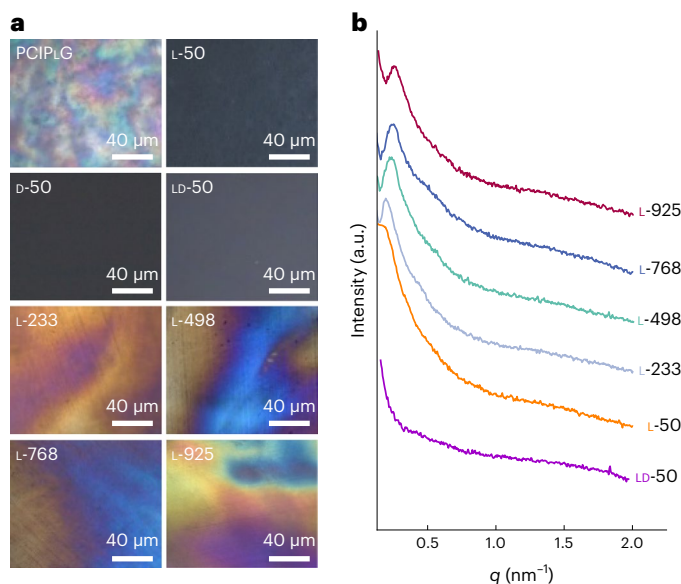 a
PCIPLG
40 µm
L-50
40 µm
D-50
40 µm
LD-50
40 µm
L-233
40 µm
L-498
40 µm
L-768
40 µm
L-925
40 µm
b
Intensity (a.u.)
L-925
L-768
L-498
L-233
L-50
LD-50
0.5 1.0 1.5 2.0
q (nm⁻¹)